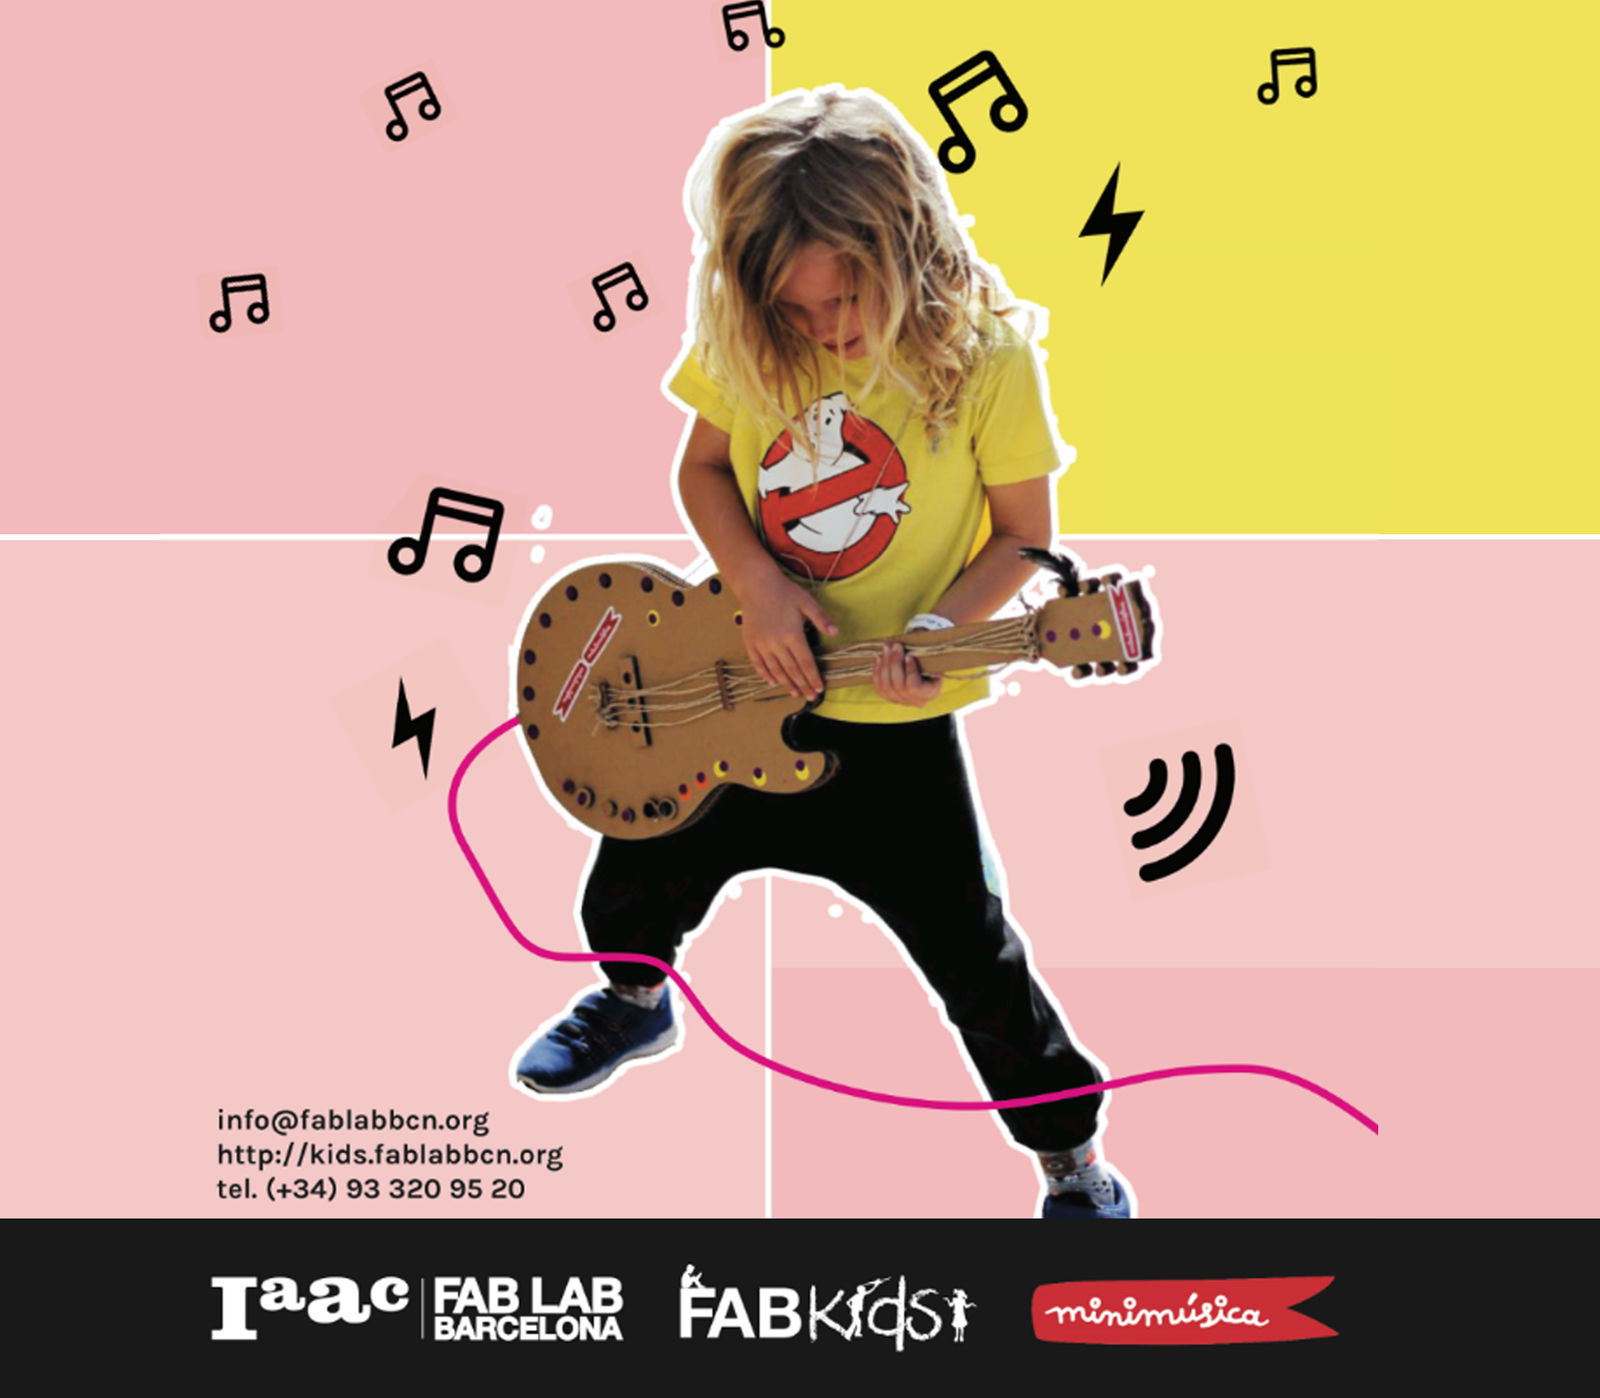 info@fablabbcn.org
http://kids.fablabbcn.org
tel. (+34) 93 320 95 20
Iaac
FAB LAB
BARCELONA
FABKids
minimúsica